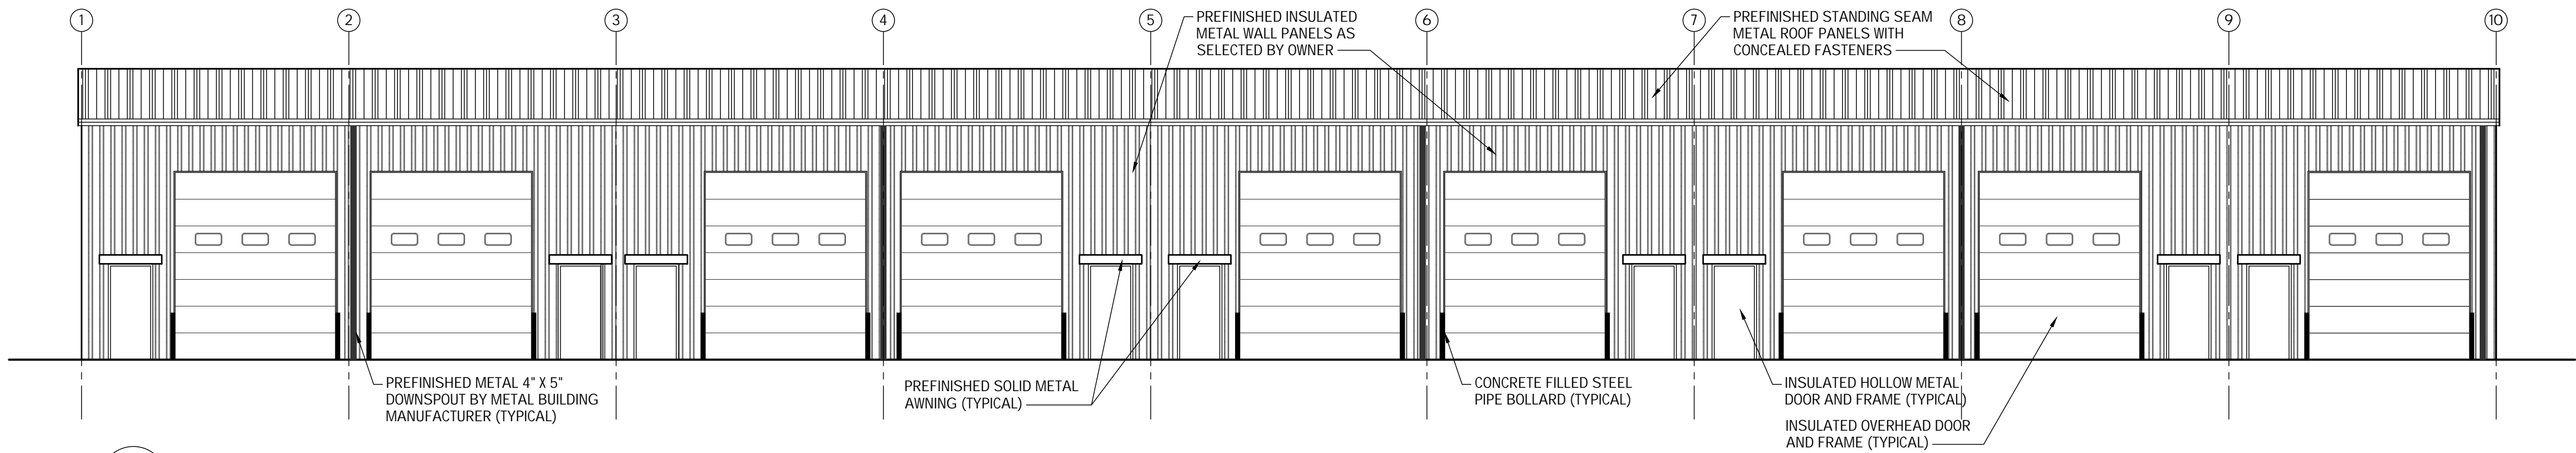 1
2
3
4
5
6
7
8
9
10
PREFINISHED INSULATED
METAL WALL PANELS AS
SELECTED BY OWNER
PREFINISHED STANDING SEAM
METAL ROOF PANELS WITH
CONCEALED FASTENERS
PREFINISHED METAL 4" X 5"
DOWNSPOUT BY METAL BUILDING
MANUFACTURER (TYPICAL)
PREFINISHED SOLID METAL
AWNING (TYPICAL)
CONCRETE FILLED STEEL
PIPE BOLLARD (TYPICAL)
INSULATED HOLLOW METAL
DOOR AND FRAME (TYPICAL)
INSULATED OVERHEAD DOOR
AND FRAME (TYPICAL)